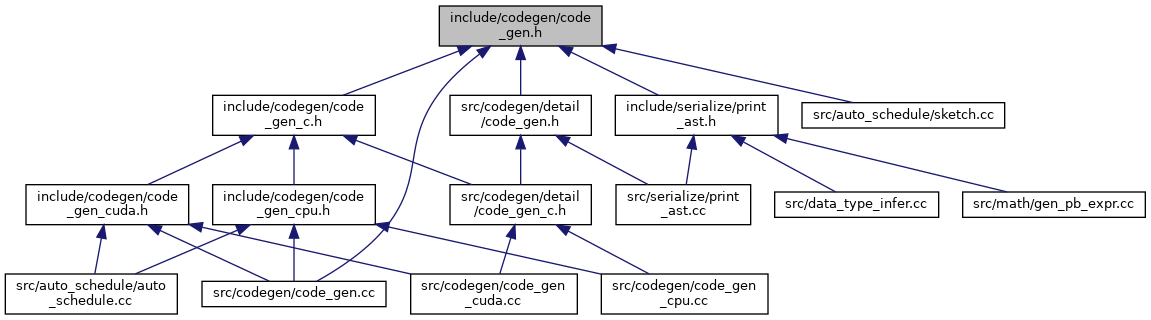 include/codegen/code
_gen.h
include/codegen/code
_gen_c.h
src/codegen/detail
/code_gen.h
include/serialize/print
_ast.h
src/auto_schedule/sketch.cc
include/codegen/code
_gen_cuda.h
include/codegen/code
_gen_cpu.h
src/codegen/detail
/code_gen_c.h
src/serialize/print
_ast.cc
src/data_type_infer.cc
src/math/gen_pb_expr.cc
src/auto_schedule/auto
_schedule.cc
src/codegen/code_gen.cc
src/codegen/code_gen
_cuda.cc
src/codegen/code_gen
_cpu.cc